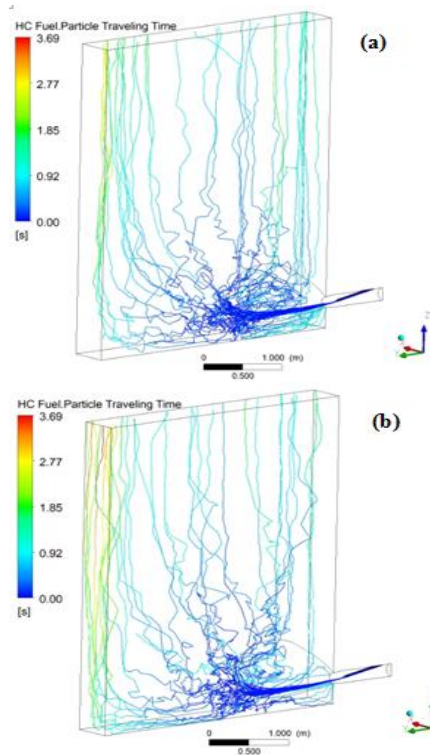 HC Fuel.Particle Traveling Time
(a)
3.69
2.77
1.85
0.92
0.00
[s]
0 1.000 (m)
0.500
Z
HC Fuel.Particle Traveling Time
(b)
3.69
2.77
1.85
0.92
0.00
[s]
0 1.000 (m)
0.500